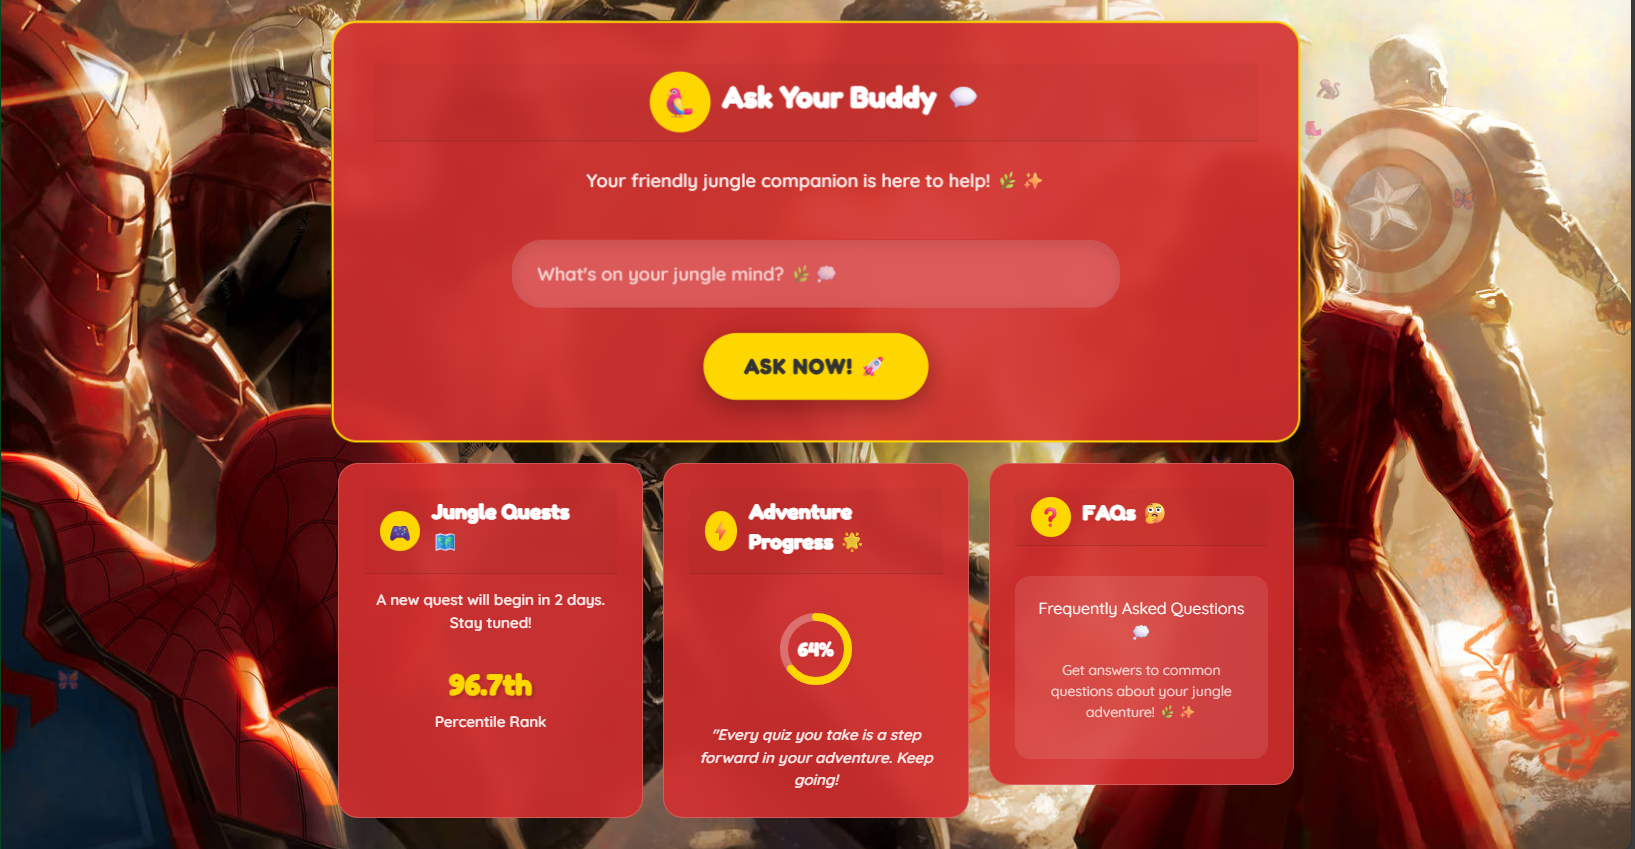 Ask Your Buddy 💬
Your friendly jungle companion is here to help! 🌿 ✨
What's on your jungle mind? 🌿 💭
ASK NOW! 🚀
Jungle Quests
🗺️
A new quest will begin in 2 days.
Stay tuned!
96.7th
Percentile Rank
Adventure
Progress 🌟
64%
"Every quiz you take is a step
forward in your adventure. Keep
going!
FAQs 🤔
Frequently Asked Questions
💭
Get answers to common
questions about your jungle
adventure! 🌿 ✨